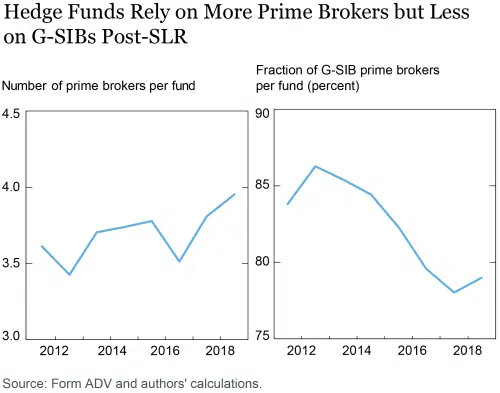 Hedge Funds Rely on More Prime Brokers but Less
on G-SIBs Post-SLR
Number of prime brokers per fund
4.5
4.0
3.5
3.0
2012 2014 2016 2018
Fraction of G-SIB prime brokers
per fund (percent)
90
85
80
75
2012 2014 2016 2018
Source: Form ADV and authors' calculations.